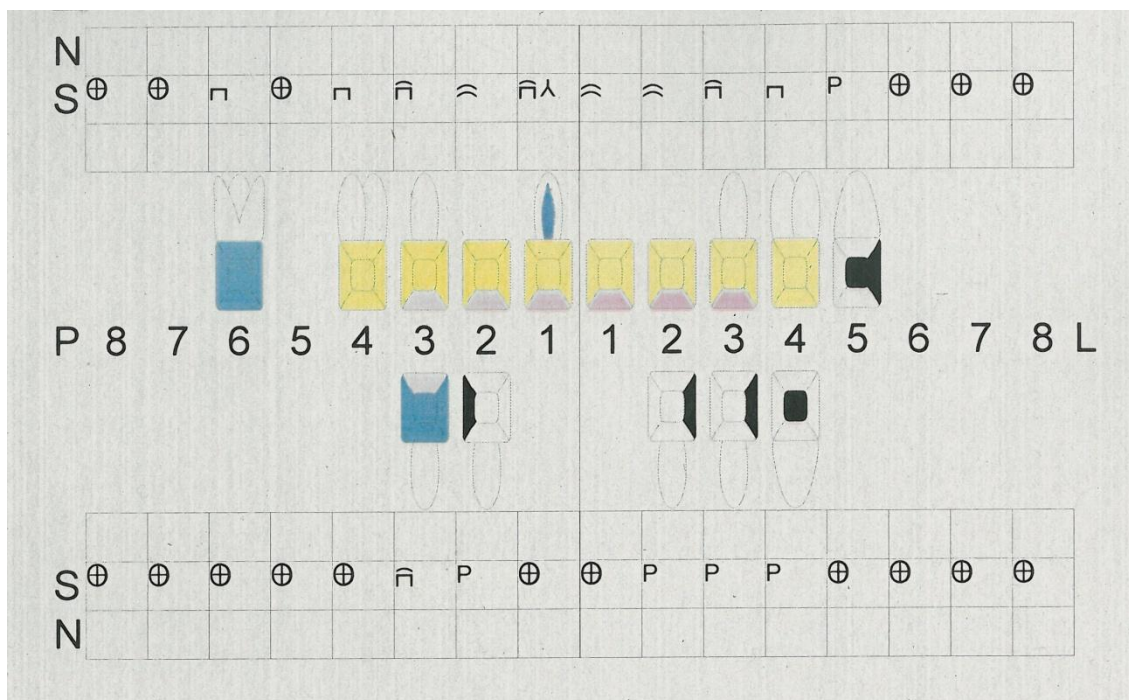 N
S ⊕ ⊕ ⊓ ⊕ ⊓ ⩃ ⌢ ⩃ ⅄ ⌢ ⌢ ⩃ ⊓ P ⊕ ⊕ ⊕
P 8 7 6 5 4 3 2 1 1 2 3 4 5 6 7 8 L
S ⊕ ⊕ ⊕ ⊕ ⊕ ⩃ P ⊕ ⊕ P P P ⊕ ⊕ ⊕ ⊕
N